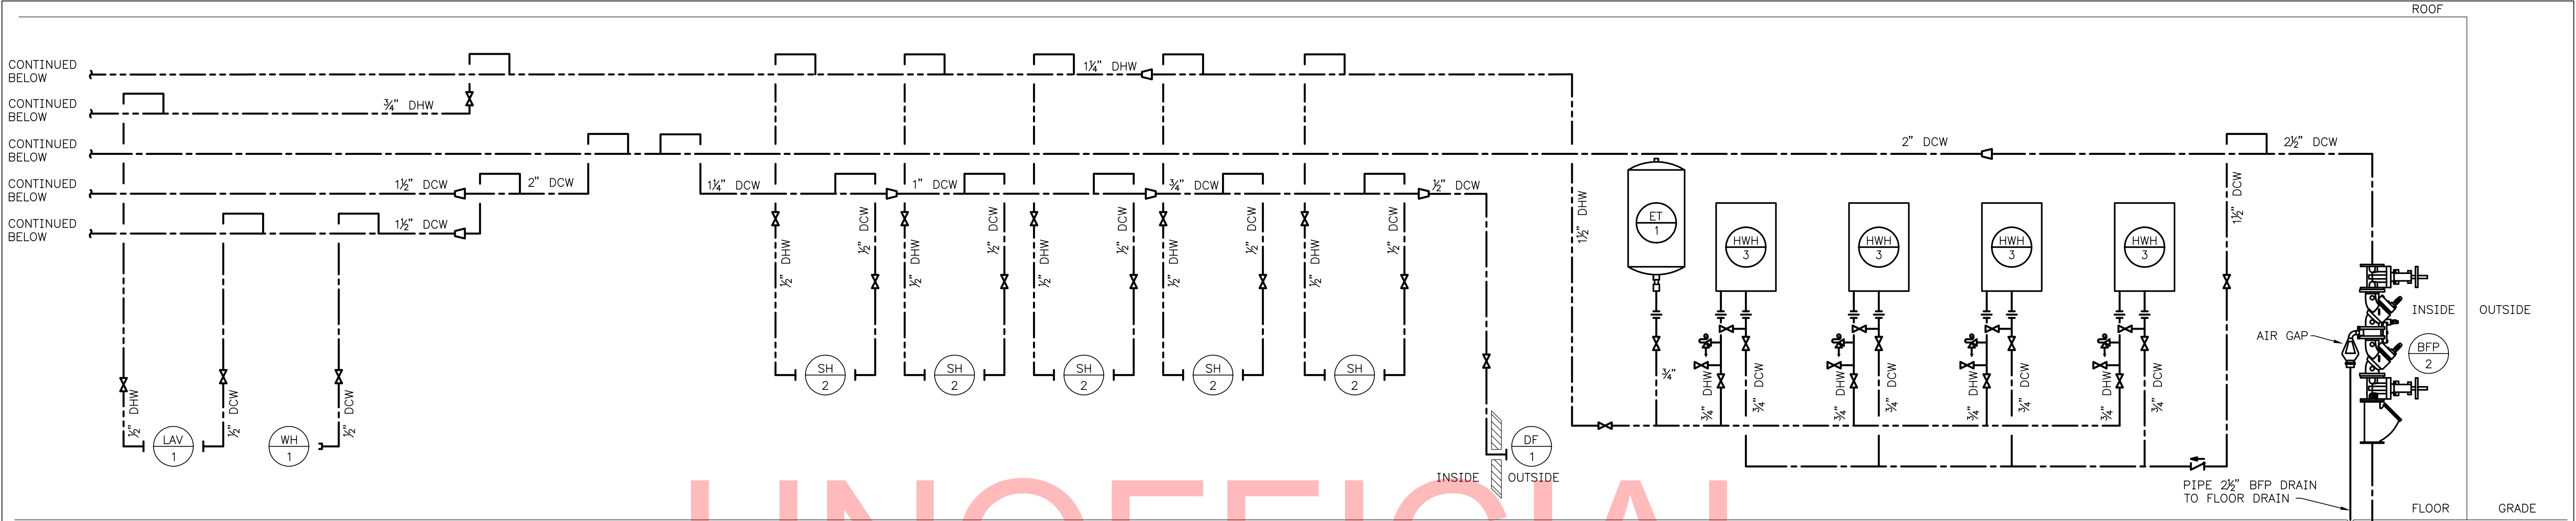 ROOF
CONTINUED
BELOW
1¼" DHW
CONTINUED
BELOW
¾" DHW
CONTINUED
BELOW
2" DCW
2½" DCW
CONTINUED
BELOW
1½" DCW
2" DCW
1¼" DCW
1" DCW
¾" DCW
½" DCW
CONTINUED
BELOW
1½" DCW
½" DHW
½" DCW
½" DHW
½" DCW
½" DHW
½" DCW
½" DHW
½" DCW
½" DHW
½" DCW
1½" DHW
1½" DCW
ET
1
HWH
3
HWH
3
HWH
3
HWH
3
INSIDE
OUTSIDE
AIR GAP
BFP
2
SH
2
SH
2
SH
2
SH
2
SH
2
¾"
¾" DHW
¾" DCW
¾" DHW
¾" DCW
¾" DHW
¾" DCW
¾" DHW
¾" DCW
½" DHW
LAV
1
½" DCW
WH
1
½" DCW
DF
1
INSIDE
OUTSIDE
PIPE 2½" BFP DRAIN
TO FLOOR DRAIN
FLOOR
GRADE
UNOFFICIAL